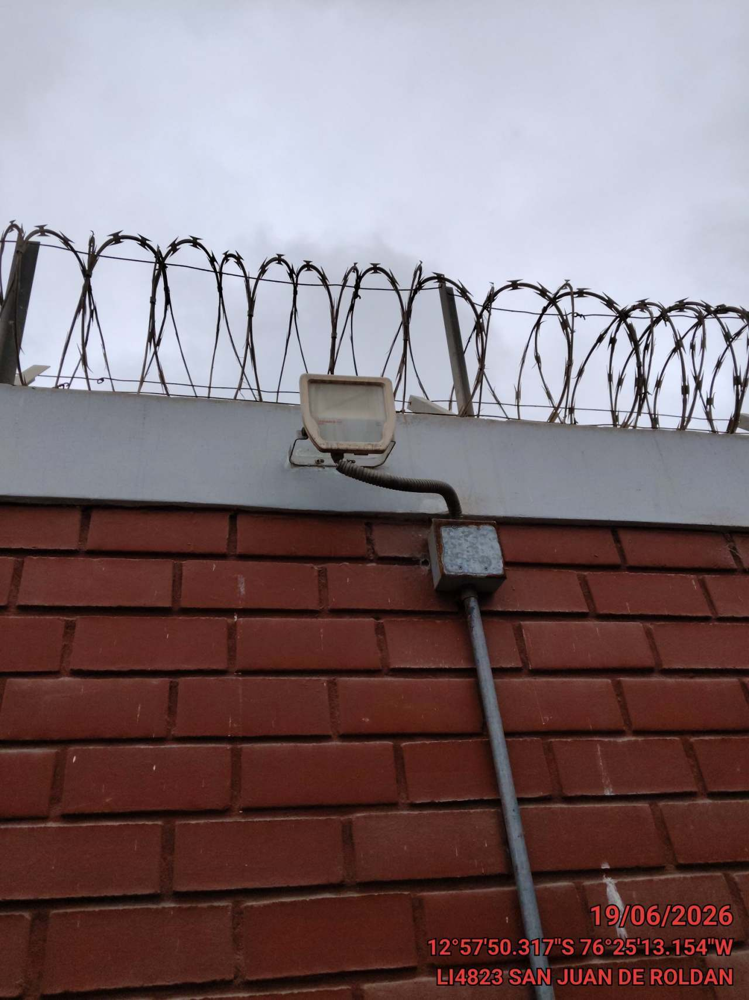 19/06/2026
12°57'50.317"S 76°25'13.154"W
LI4823 SAN JUAN DE ROLDAN